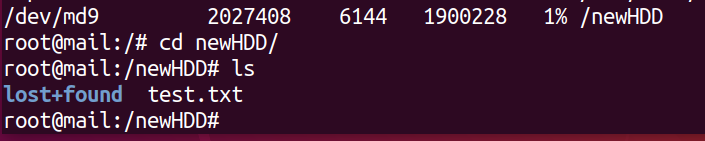 /dev/md9 2027408 6144 1900228 1% /newHDD
root@mail:/# cd newHDD/
root@mail:/newHDD# ls
lost+found test.txt
root@mail:/newHDD#